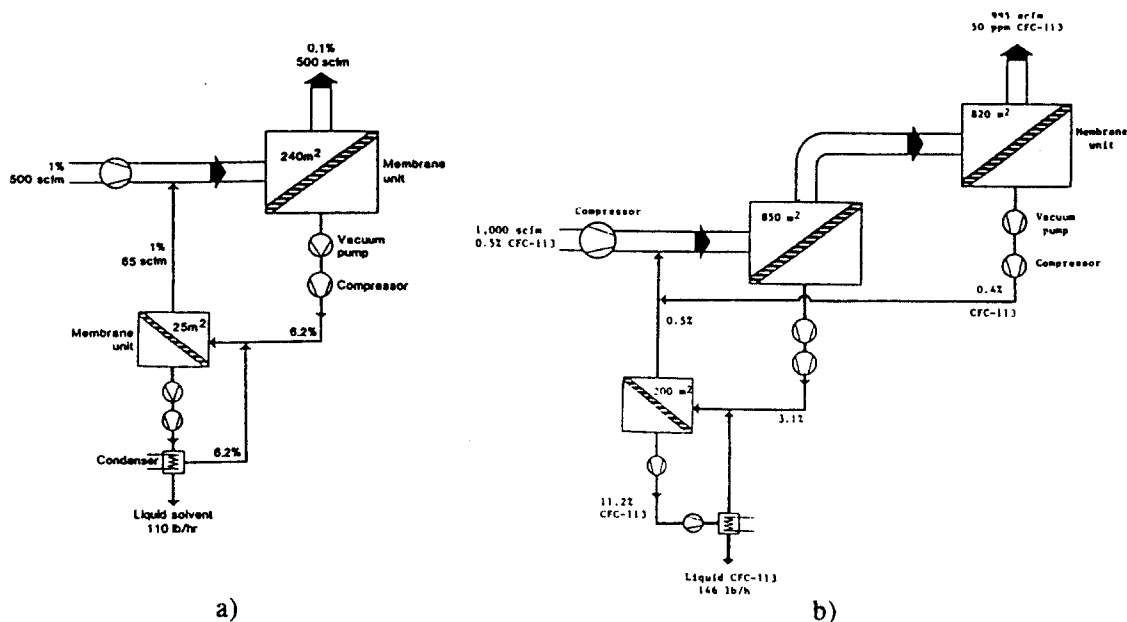 0.1%
500 scfm
1%
500 scfm
240m²
Membrane
unit
Vacuum
pump
Compressor
1%
65 scfm
Membrane
unit
25m²
6.2%
6.2%
Condenser
Liquid solvent
110 lb/hr
a)
995 scfm
50 ppm CFC-113
820 m²
Membrane
unit
Vacuum
pump
Compressor
0.4%
CFC-113
Compressor
1,000 scfm
0.5% CFC-113
850 m²
0.5%
200 m²
3.1%
11.2%
CFC-113
Liquid CFC-113
146 lb/h
b)